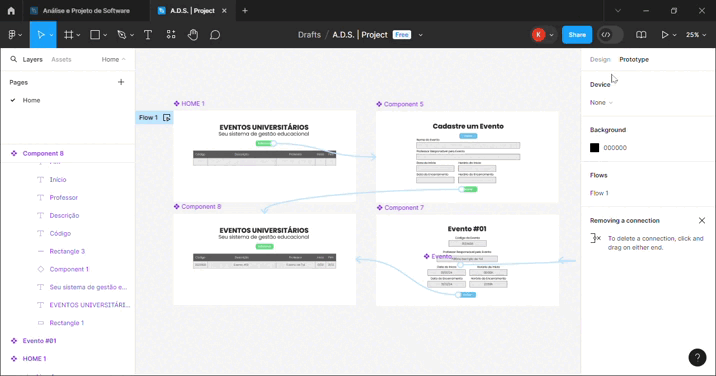 Análise e Projeto de Software
A.D.S. | Project
Drafts / A.D.S. | Project Free
K
Share
25%
Layers
Assets
Home
Design
Prototype
Pages
Home
Device
None
Background
000000
Flows
Flow 1
Removing a connection
To delete a connection, click and drag on either end.
Component 8
Início
Professor
Descrição
Código
Rectangle 3
Component 1
Seu sistema de gestão e...
EVENTOS UNIVERSITÁRI...
Rectangle 1
Evento #01
HOME 1
Flow 1
HOME 1
EVENTOS UNIVERSITÁRIOS
Seu sistema de gestão educacional
Component 5
Cadastre um Evento
Component 8
EVENTOS UNIVERSITÁRIOS
Seu sistema de gestão educacional
Component 7
Evento #01
Evento
?